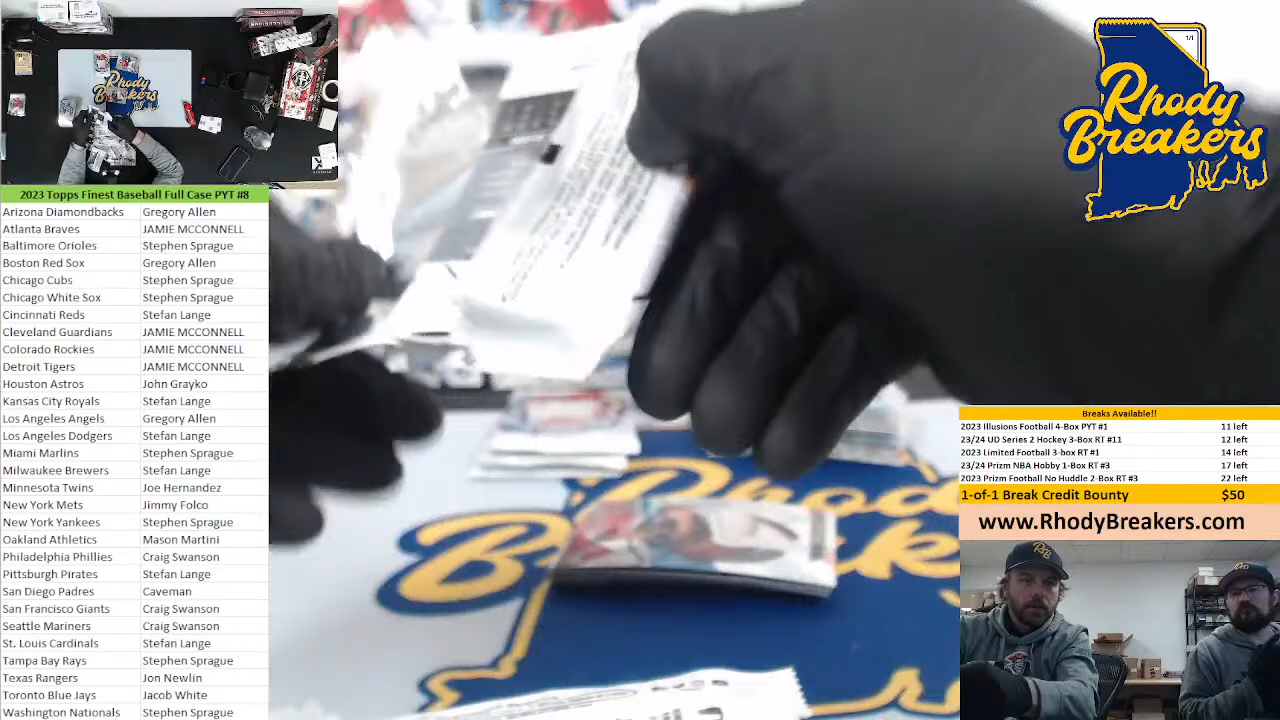 2023 Topps Finest Baseball Full Case PYT #8
Arizona Diamondbacks Gregory Allen
Atlanta Braves JAMIE MCCONNELL
Baltimore Orioles Stephen Sprague
Boston Red Sox Gregory Allen
Chicago Cubs Stephen Sprague
Chicago White Sox Stephen Sprague
Cincinnati Reds Stefan Lange
Cleveland Guardians JAMIE MCCONNELL
Colorado Rockies JAMIE MCCONNELL
Detroit Tigers JAMIE MCCONNELL
Houston Astros John Grayko
Kansas City Royals Stefan Lange
Los Angeles Angels Gregory Allen
Los Angeles Dodgers Stefan Lange
Miami Marlins Stephen Sprague
Milwaukee Brewers Stefan Lange
Minnesota Twins Joe Hernandez
New York Mets Jimmy Folco
New York Yankees Stephen Sprague
Oakland Athletics Mason Martini
Philadelphia Phillies Craig Swanson
Pittsburgh Pirates Stefan Lange
San Diego Padres Caveman
San Francisco Giants Craig Swanson
Seattle Mariners Craig Swanson
St. Louis Cardinals Stefan Lange
Tampa Bay Rays Stephen Sprague
Texas Rangers Jon Newlin
Toronto Blue Jays Jacob White
Washington Nationals Stephen Sprague
Rhody
Breakers
1/1
Rhody
Breakers
Breaks Available!!
2023 Illusions Football 4-Box PYT #1 11 left
23/24 UD Series 2 Hockey 3-Box RT #11 12 left
2023 Limited Football 3-box RT #1 14 left
23/24 Prizm NBA Hobby 1-Box RT #3 17 left
2023 Prizm Football No Huddle 2-Box RT #3 22 left
1-of-1 Break Credit Bounty $50
www.RhodyBreakers.com
RB